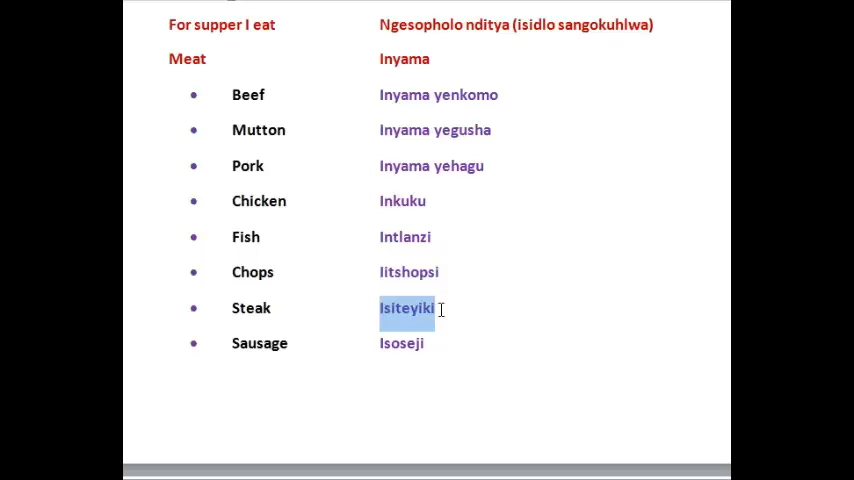 For supper I eat Ngesopholo nditya (isidlo sangokuhlwa)
Meat Inyama
• Beef Inyama yenkomo
• Mutton Inyama yegusha
• Pork Inyama yehagu
• Chicken Inkuku
• Fish Intlanzi
• Chops Iitshopsi
• Steak Isiteyiki
• Sausage Isoseji